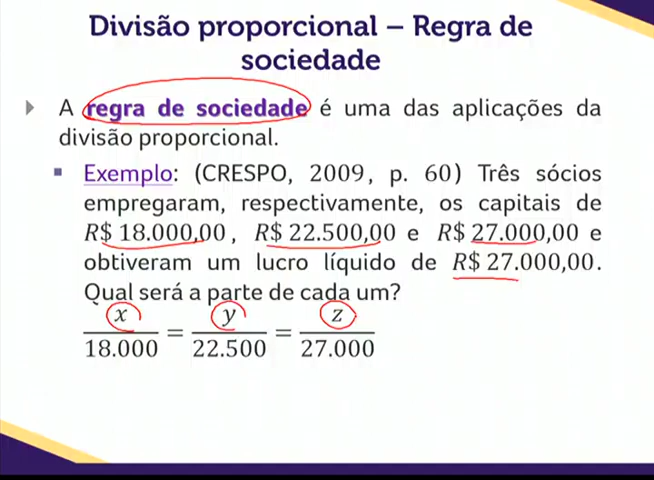 Divisão proporcional – Regra de
sociedade
A regra de sociedade é uma das aplicações da
divisão proporcional.
Exemplo: (CRESPO, 2009, p. 60) Três sócios
empregaram, respectivamente, os capitais de
R$ 18.000,00, R$ 22.500,00 e R$ 27.000,00 e
obtiveram um lucro líquido de R$ 27.000,00.
Qual será a parte de cada um?
x/18.000 = y/22.500 = z/27.000